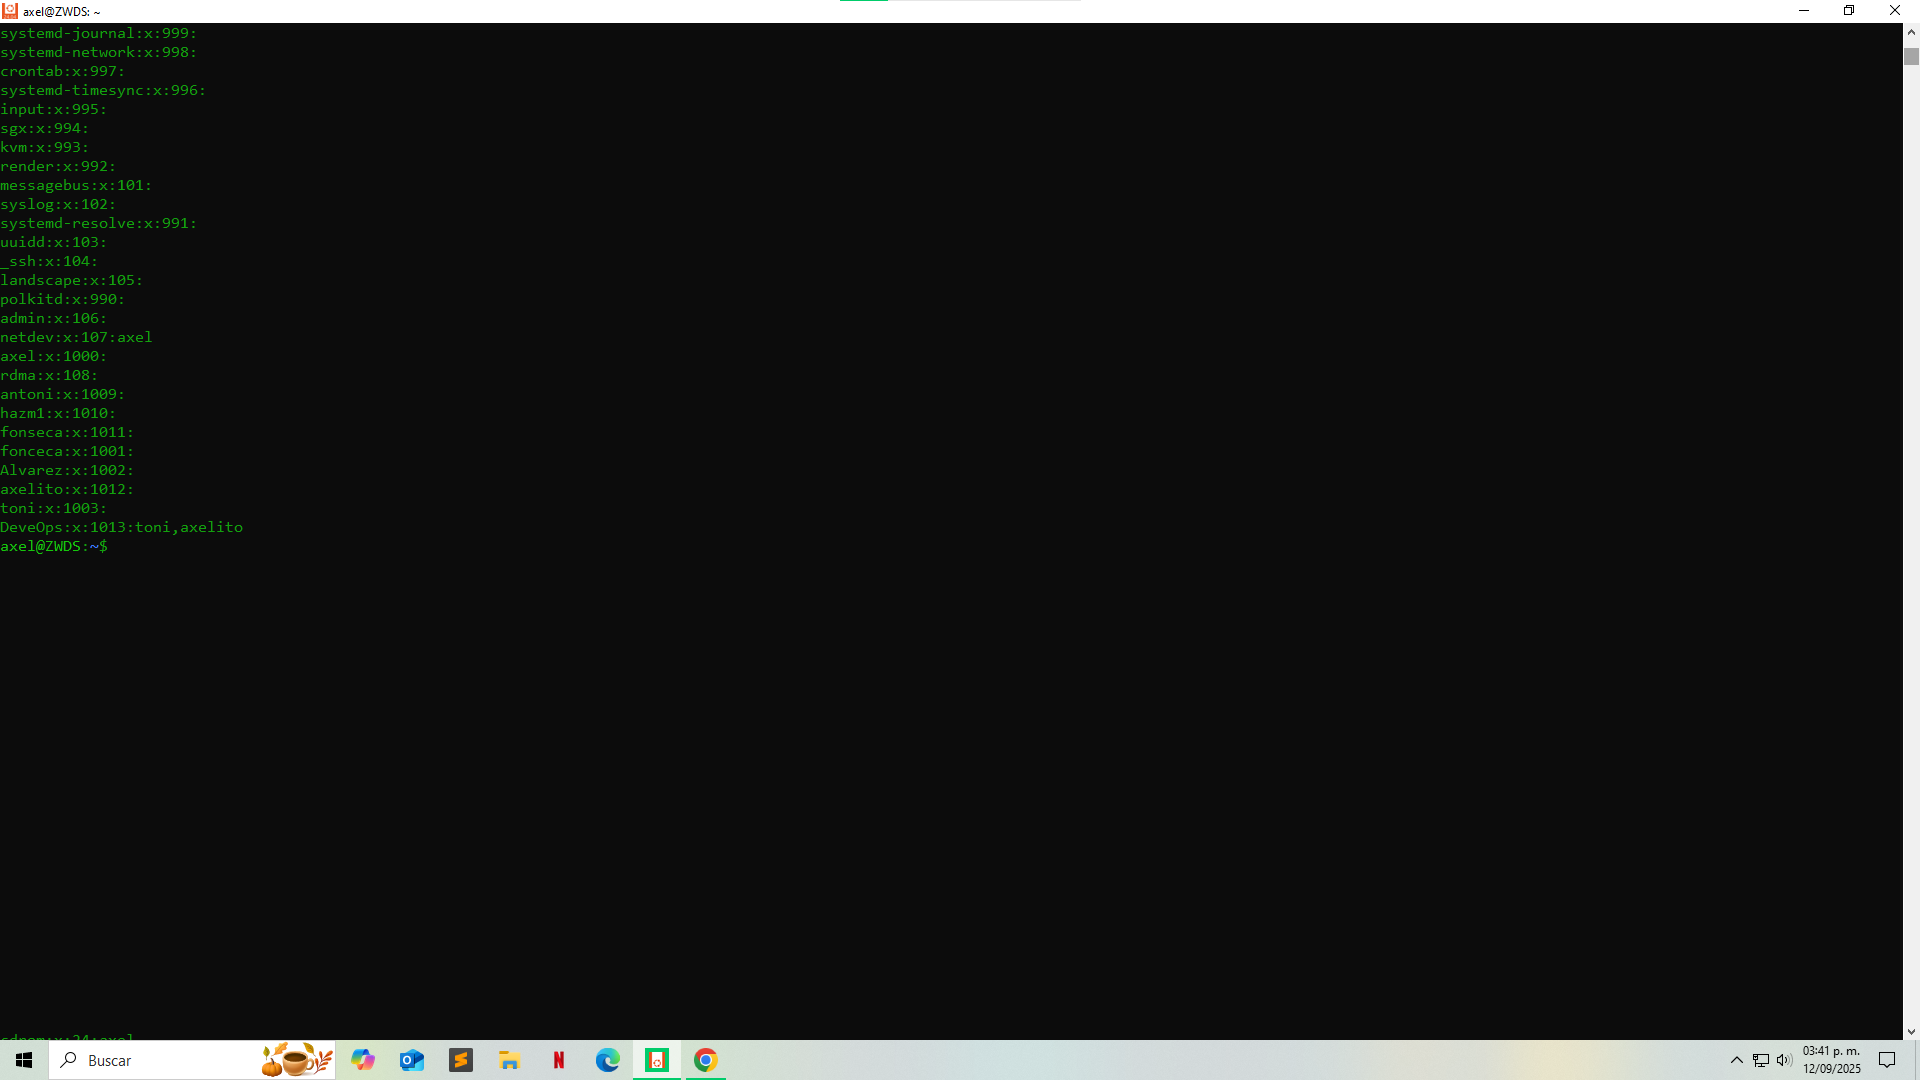 axel@ZWDS: ~
systemd-journal:x:999:
systemd-network:x:998:
crontab:x:997:
systemd-timesync:x:996:
input:x:995:
sgx:x:994:
kvm:x:993:
render:x:992:
messagebus:x:101:
syslog:x:102:
systemd-resolve:x:991:
uuidd:x:103:
_ssh:x:104:
landscape:x:105:
polkitd:x:990:
admin:x:106:
netdev:x:107:axel
axel:x:1000:
rdma:x:108:
antoni:x:1009:
hazm1:x:1010:
fonseca:x:1011:
fonceca:x:1001:
Alvarez:x:1002:
axelito:x:1012:
toni:x:1003:
DeveOps:x:1013:toni,axelito
axel@ZWDS:~$
Buscar
03:41 p. m.
12/09/2025